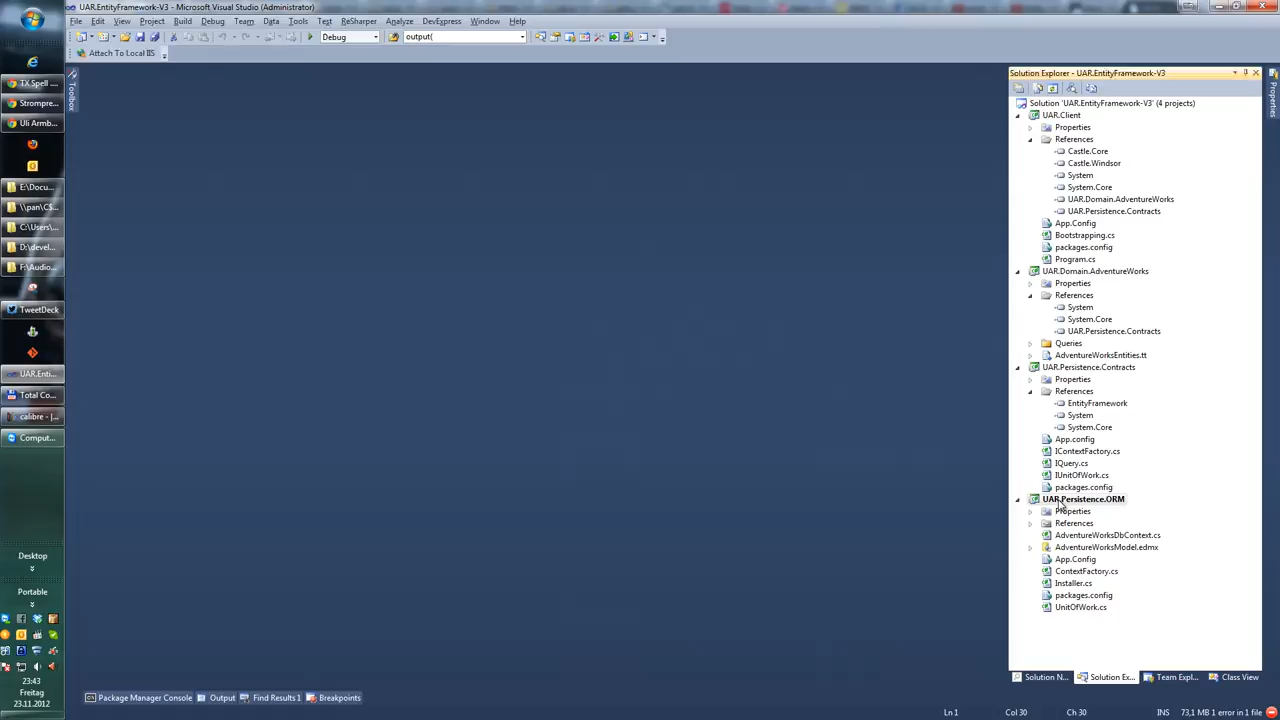 UAR.EntityFramework-V3 - Microsoft Visual Studio (Administrator)
File Edit View Project Build Debug Team Data Tools Test ReSharper Analyze DevExpress Window Help
Debug output(
Attach To Local IIS
Toolbox
Solution Explorer - UAR.EntityFramework-V3
Properties
Solution 'UAR.EntityFramework-V3' (4 projects)
UAR.Client
Properties
References
Castle.Core
Castle.Windsor
System
System.Core
UAR.Domain.AdventureWorks
UAR.Persistence.Contracts
App.Config
Bootstrapping.cs
packages.config
Program.cs
UAR.Domain.AdventureWorks
Properties
References
System
System.Core
UAR.Persistence.Contracts
Queries
AdventureWorksEntities.tt
UAR.Persistence.Contracts
Properties
References
EntityFramework
System
System.Core
App.config
IContextFactory.cs
IQuery.cs
IUnitOfWork.cs
packages.config
UAR.Persistence.ORM
Properties
References
AdventureWorksDbContext.cs
AdventureWorksModel.edmx
App.Config
ContextFactory.cs
Installer.cs
packages.config
UnitOfWork.cs
Solution N... Solution Ex... Team Expl... Class View
Package Manager Console Output Find Results 1 Breakpoints
Ln 1 Col 30 Ch 30 INS 73,1 MB 1 error in 1 file
TX Spell ...
Strompre...
Uli Armb...
E:\Docu...
\\pan\C$...
C:\Users\...
D:\devel...
F:\Audio...
TweetDeck
UAR.Enti...
Total Co...
calibre - |...
Comput...
Desktop
Portable
23:43
Freitag
23.11.2012